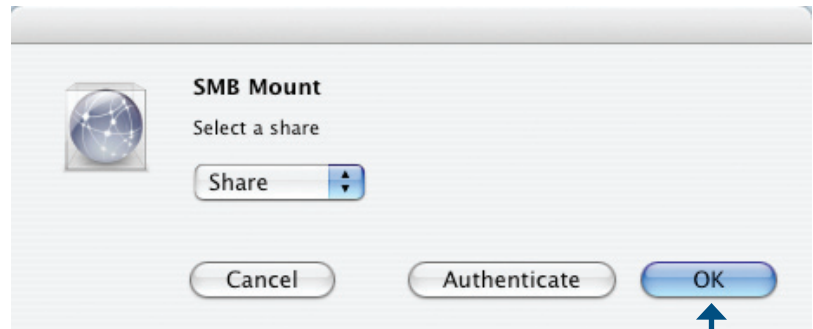 SMB Mount
Select a share
Share
Cancel Authenticate OK